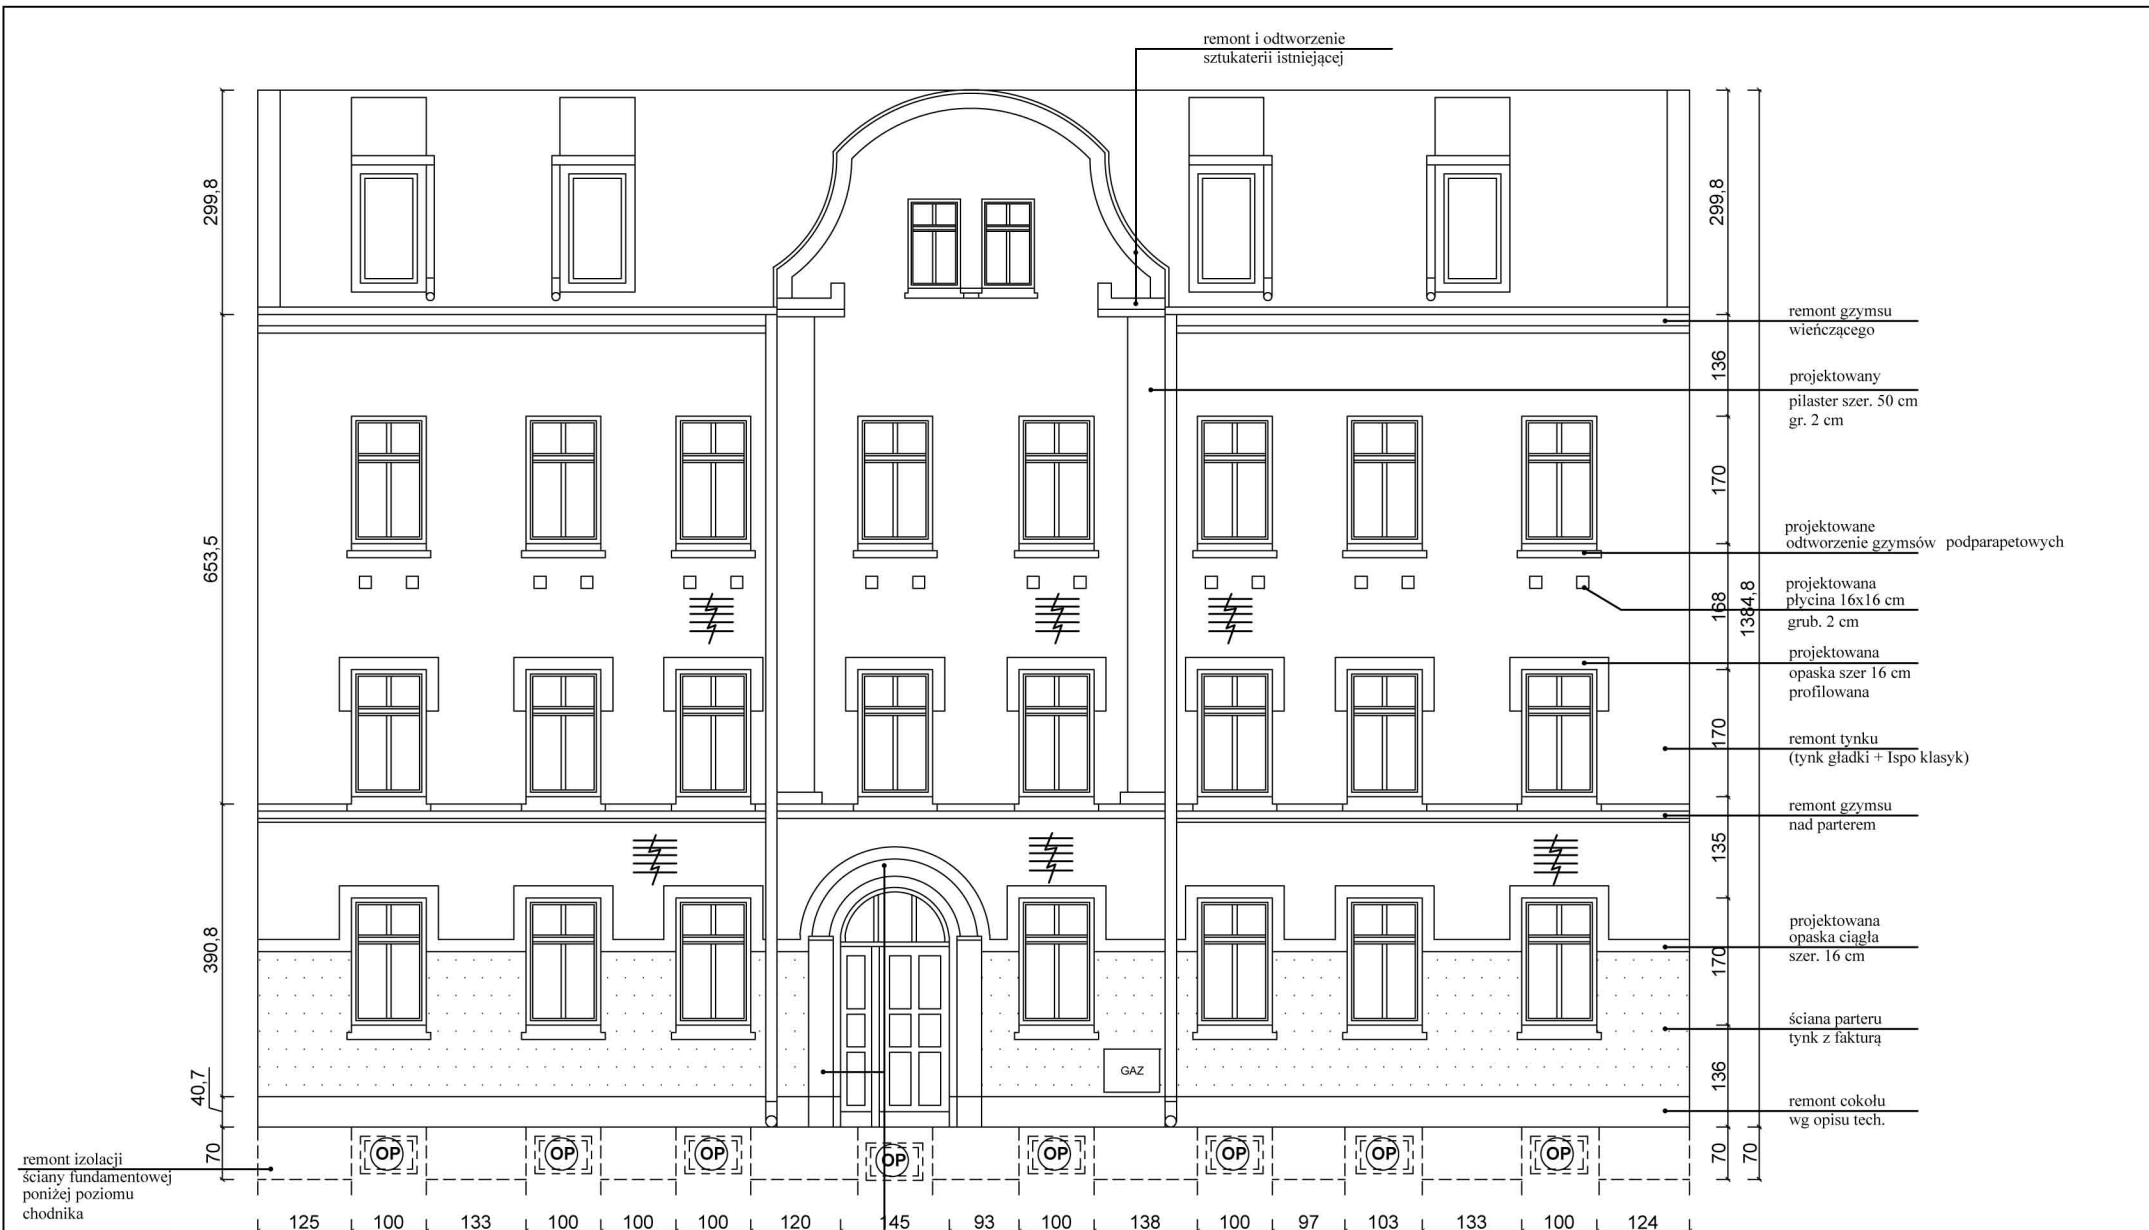 remont i odtworzenie
sztukaterii istniejącej
299,8
653,5
390,8
40,7
70
299,8
136
170
168
170
135
170
136
70
1384,8
70
remont gzymsu
wieńczącego
projektowany
pilaster szer. 50 cm
gr. 2 cm
projektowane
odtworzenie gzymsów podparapetowych
projektowana
płycina 16x16 cm
grub. 2 cm
projektowana
opaska szer 16 cm
profilowana
remont tynku
(tynk gładki + Ispo klasyk)
remont gzymsu
nad parterem
projektowana
opaska ciągła
szer. 16 cm
ściana parteru
tynk z fakturą
remont cokołu
wg opisu tech.
GAZ
OP OP OP OP OP OP OP OP
remont izolacji
ściany fundamentowej
poniżej poziomu
chodnika
125 100 133 100 100 100 120 145 93 100 138 100 97 103 133 100 124